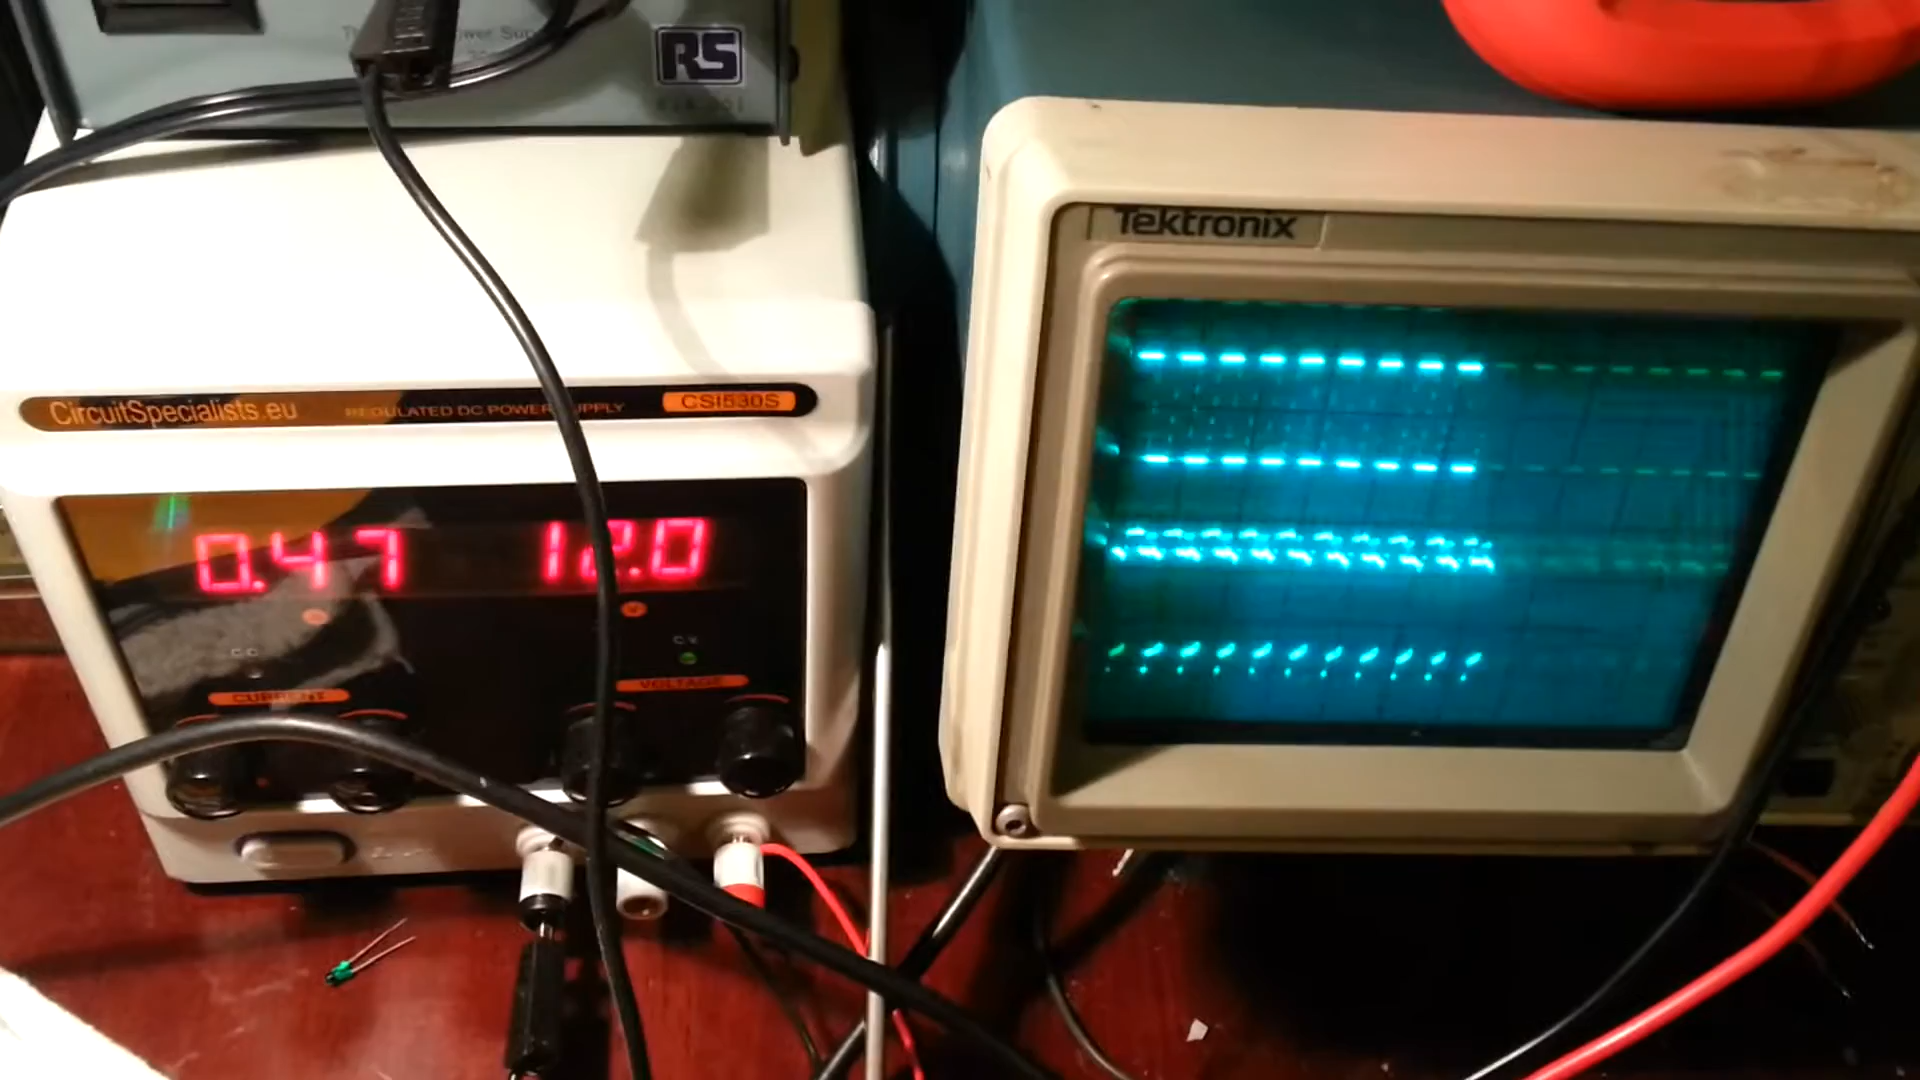 RS
Tektronix
CircuitSpecialists.eu REGULATED DC POWER SUPPLY CSI530S
0.47 12.0
C.C C.V.
CURRENT VOLTAGE